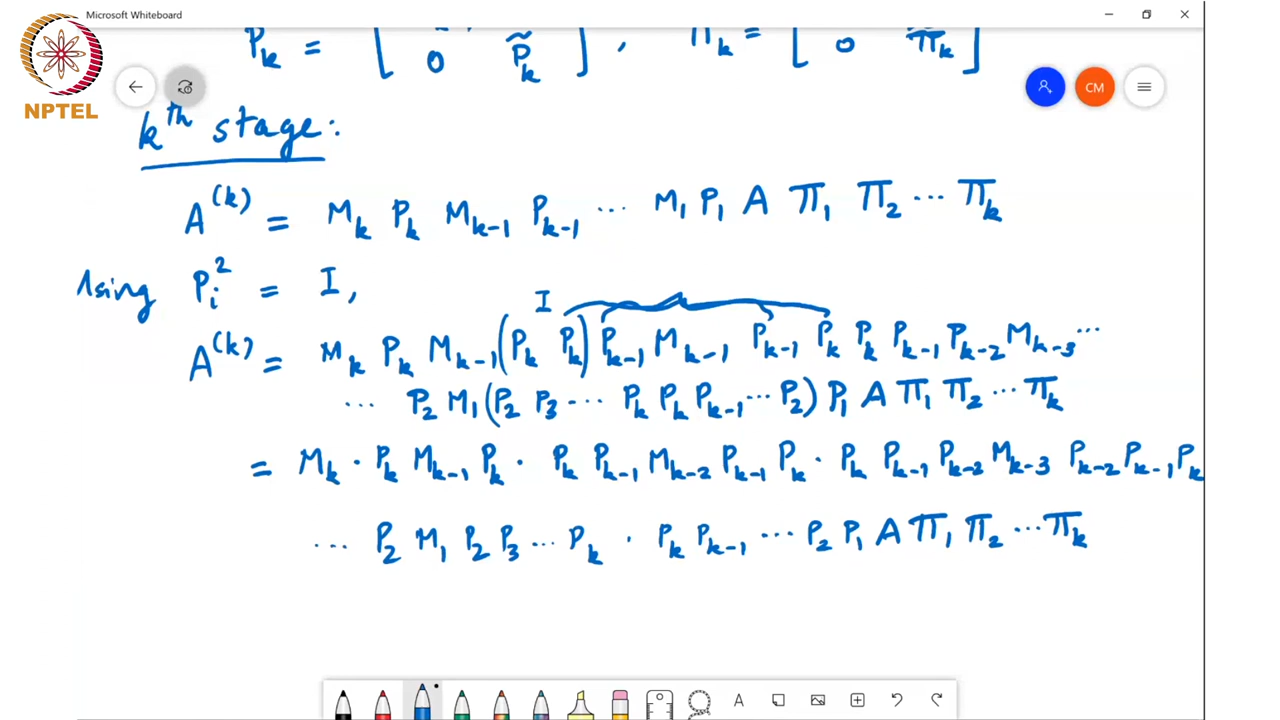 Microsoft Whiteboard
NPTEL
CM
P_k = [ 0 P̃_k ] , Π_k = [ 0 Π̃_k ]
k^th stage:
A^(k) = M_k P_k M_{k-1} P_{k-1} ... M_1 P_1 A Π_1 Π_2 ... Π_k
Using P_i^2 = I,
I
A^(k) = M_k P_k M_{k-1} (P_k P_k) P_{k-1} M_{k-1} P_{k-1} P_k P_k P_{k-1} P_{k-2} M_{k-3} ...
... P_2 M_1 (P_2 P_3 ... P_k P_k P_{k-1} ... P_2) P_1 A Π_1 Π_2 ... Π_k
= M_k · P_k M_{k-1} P_k · P_k P_{k-1} M_{k-2} P_{k-1} P_k · P_k P_{k-1} P_{k-2} M_{k-3} P_{k-2} P_{k-1} P_k
... P_2 M_1 P_2 P_3 ... P_k · P_k P_{k-1} ... P_2 P_1 A Π_1 Π_2 ... Π_k
A